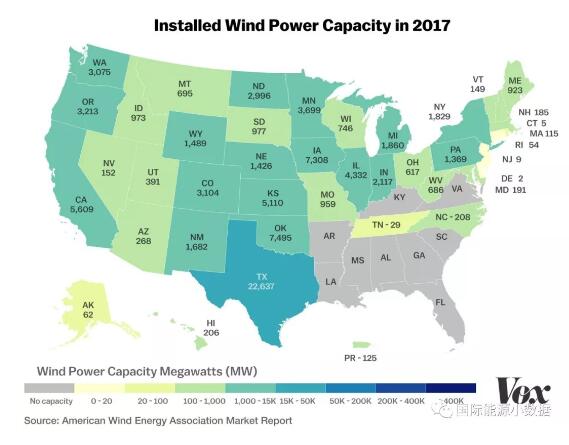 Installed Wind Power Capacity in 2017
WA
3,075
OR
3,213
CA
5,609
ID
973
NV
152
MT
695
WY
1,489
UT
391
AZ
268
CO
3,104
NM
1,682
ND
2,996
SD
977
NE
1,426
KS
5,110
OK
7,495
TX
22,637
MN
3,699
IA
7,308
MO
959
AR
LA
WI
746
IL
4,332
MI
1,860
IN
2,117
OH
617
KY
TN - 29
MS
AL
GA
FL
SC
NC - 208
VA
WV
686
PA
1,369
NY
1,829
VT
149
ME
923
NH 185
CT 5
MA 115
RI 54
NJ 9
DE 2
MD 191
AK
62
HI
206
PR - 125
Wind Power Capacity Megawatts (MW)
No capacity
0 - 20
20 - 100
100 - 1,000
1,000 - 15K
15K - 50K
50K - 200K
200K - 400K
400K
Vox
国际能源小数据
Source: American Wind Energy Association Market Report